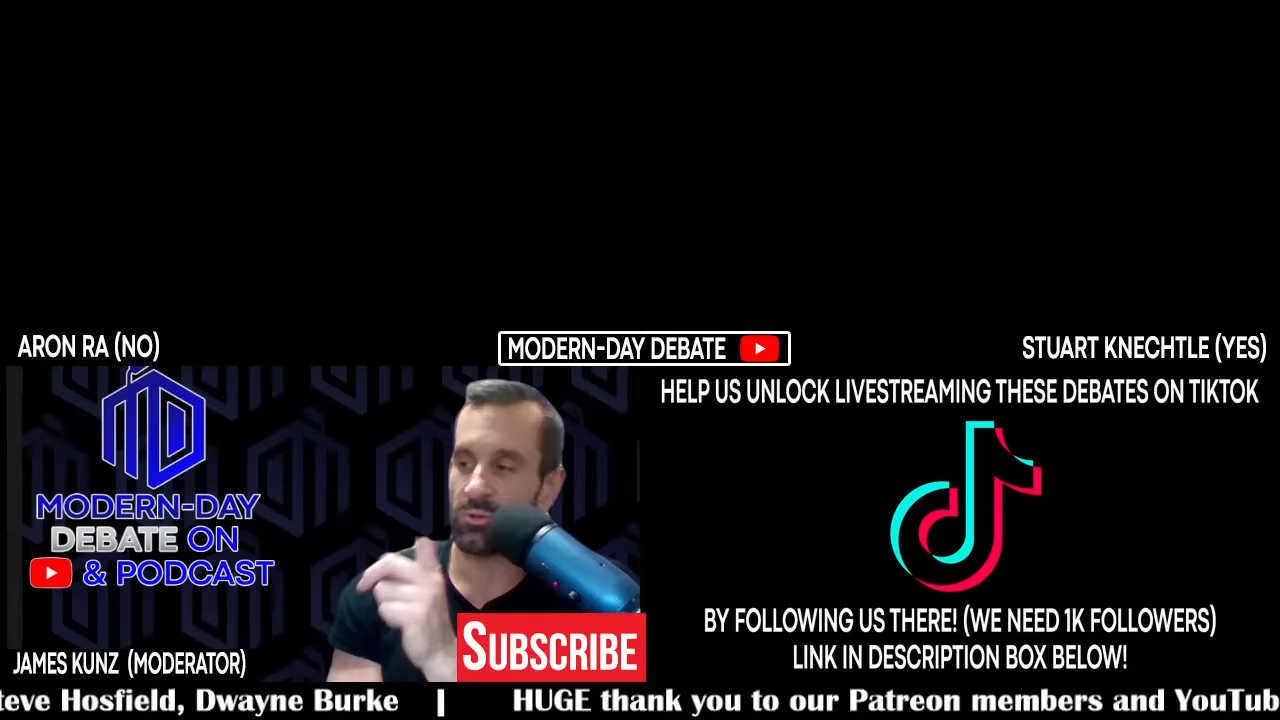 ARON RA (NO)
MODERN-DAY DEBATE
STUART KNECHTLE (YES)
HELP US UNLOCK LIVESTREAMING THESE DEBATES ON TIKTOK
MODERN-DAY
DEBATE ON
& PODCAST
BY FOLLOWING US THERE! (WE NEED 1K FOLLOWERS)
LINK IN DESCRIPTION BOX BELOW!
SUBSCRIBE
JAMES KUNZ (MODERATOR)
teve Hosfield, Dwayne Burke | HUGE thank you to our Patreon members and YouTub